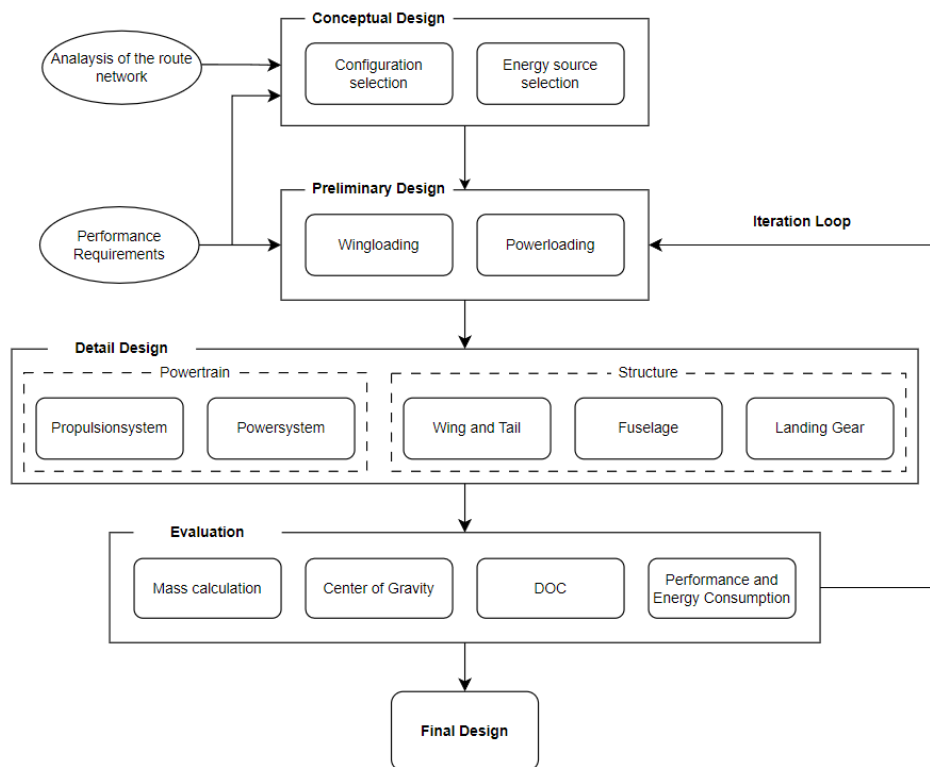 Conceptual Design
Analaysis of the route
network
Configuration
selection
Energy source
selection
Preliminary Design
Performance
Requirements
Wingloading
Powerloading
Iteration Loop
Detail Design
Powertrain
Structure
Propulsionsystem
Powersystem
Wing and Tail
Fuselage
Landing Gear
Evaluation
Mass calculation
Center of Gravity
DOC
Performance and
Energy Consumption
Final Design